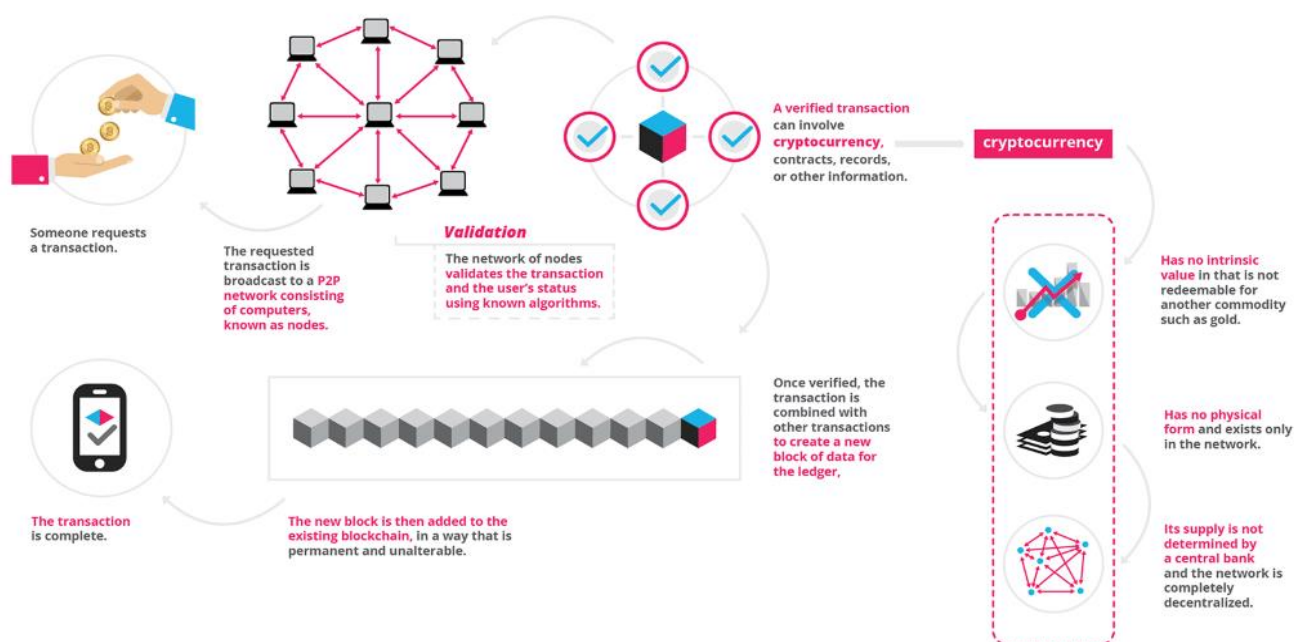 Someone requests
a transaction.
The requested
transaction is
broadcast to a P2P
network consisting
of computers,
known as nodes.
Validation
The network of nodes
validates the transaction
and the user's status
using known algorithms.
A verified transaction
can involve
cryptocurrency,
contracts, records,
or other information.
cryptocurrency
Has no intrinsic
value in that is not
redeemable for
another commodity
such as gold.
Has no physical
form and exists only
in the network.
Its supply is not
determined by
a central bank
and the network is
completely
decentralized.
Once verified, the
transaction is
combined with
other transactions
to create a new
block of data for
the ledger,
The new block is then added to the
existing blockchain, in a way that is
permanent and unalterable.
The transaction
is complete.